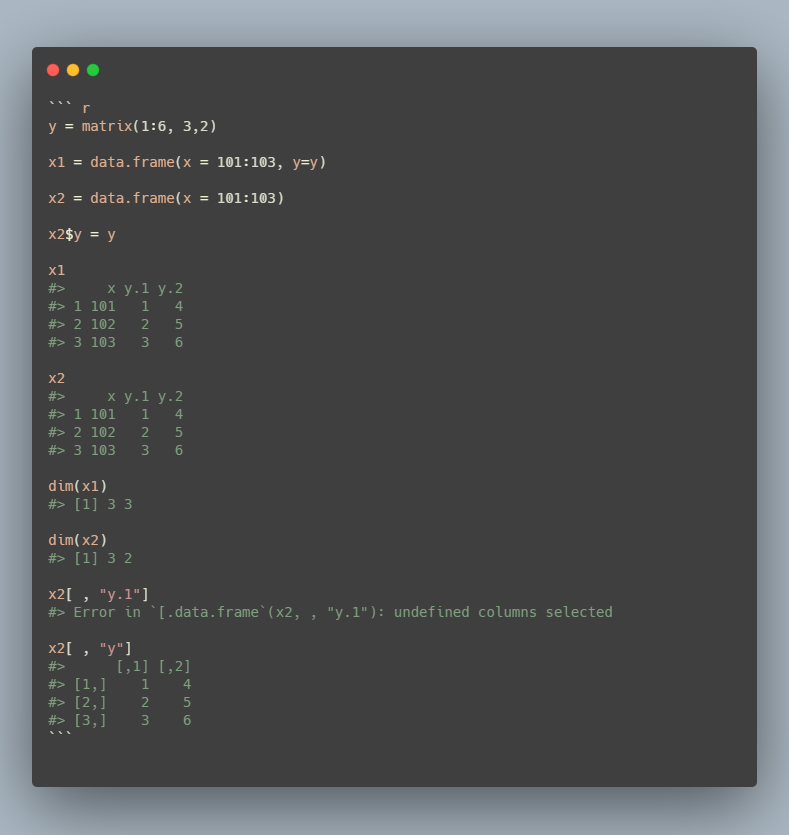 ``` r
y = matrix(1:6, 3,2)

x1 = data.frame(x = 101:103, y=y)

x2 = data.frame(x = 101:103)

x2$y = y

x1
#>     x y.1 y.2
#> 1 101   1   4
#> 2 102   2   5
#> 3 103   3   6

x2
#>     x y.1 y.2
#> 1 101   1   4
#> 2 102   2   5
#> 3 103   3   6

dim(x1)
#> [1] 3 3

dim(x2)
#> [1] 3 2

x2[ , "y.1"]
#> Error in `[.data.frame`(x2, , "y.1"): undefined columns selected

x2[ , "y"]
#>      [,1] [,2]
#> [1,]    1    4
#> [2,]    2    5
#> [3,]    3    6
```